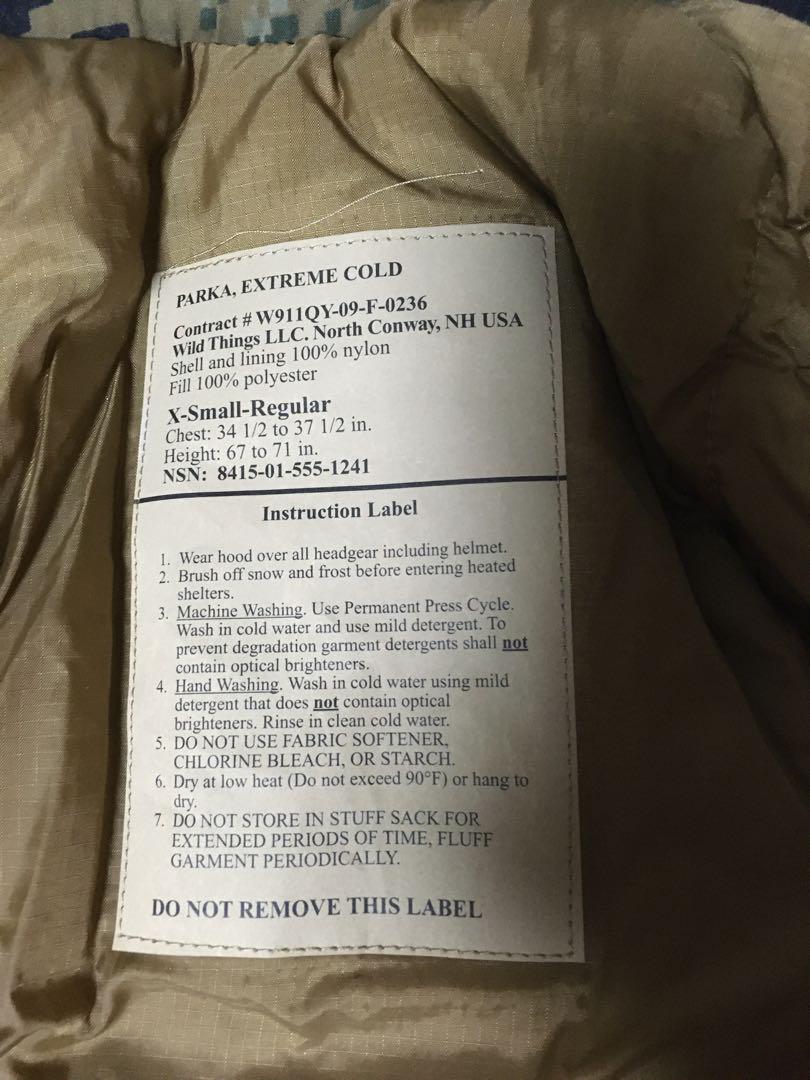 PARKA, EXTREME COLD
Contract # W911QY-09-F-0236
Wild Things LLC. North Conway, NH USA
Shell and lining 100% nylon
Fill 100% polyester
X-Small-Regular
Chest: 34 1/2 to 37 1/2 in.
Height: 67 to 71 in.
NSN: 8415-01-555-1241
Instruction Label
1. Wear hood over all headgear including helmet.
2. Brush off snow and frost before entering heated
shelters.
3. Machine Washing. Use Permanent Press Cycle.
Wash in cold water and use mild detergent. To
prevent degradation garment detergents shall not
contain optical brighteners.
4. Hand Washing. Wash in cold water using mild
detergent that does not contain optical
brighteners. Rinse in clean cold water.
5. DO NOT USE FABRIC SOFTENER,
CHLORINE BLEACH, OR STARCH.
6. Dry at low heat (Do not exceed 90°F) or hang to
dry.
7. DO NOT STORE IN STUFF SACK FOR
EXTENDED PERIODS OF TIME, FLUFF
GARMENT PERIODICALLY.
DO NOT REMOVE THIS LABEL